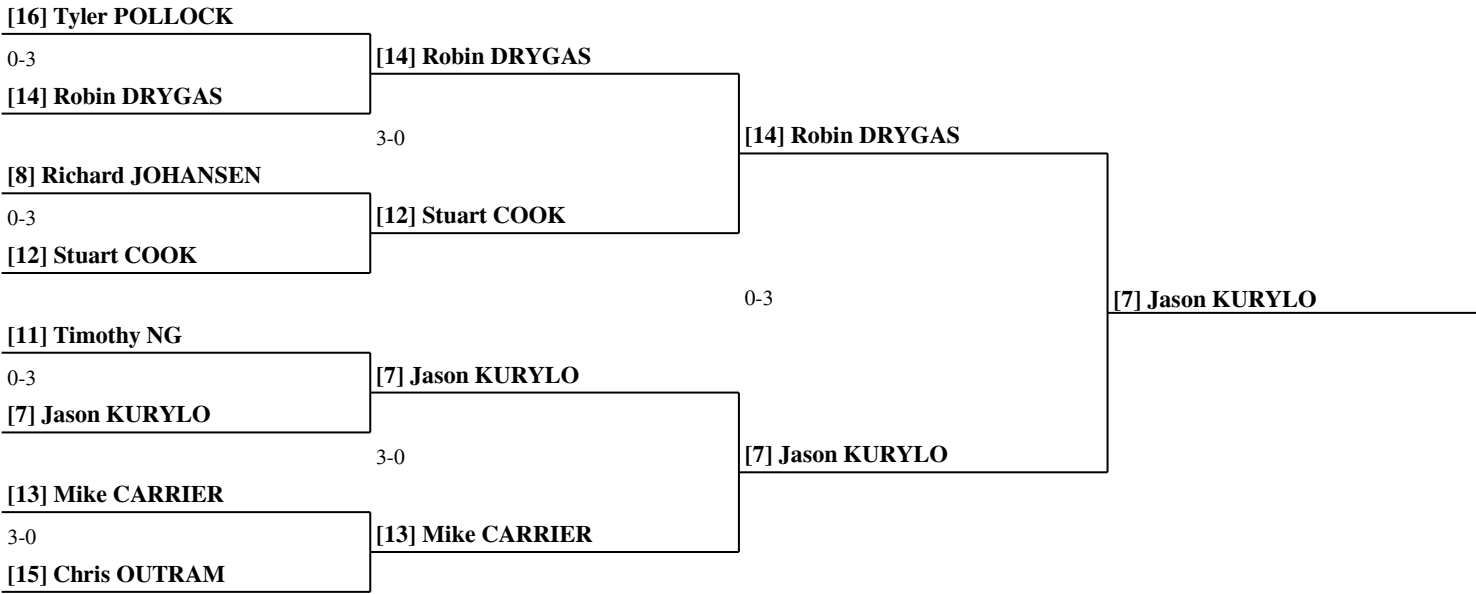 [16] Tyler POLLOCK
0-3
[14] Robin DRYGAS
[14] Robin DRYGAS
3-0
[14] Robin DRYGAS
[8] Richard JOHANSEN
0-3
[12] Stuart COOK
[12] Stuart COOK
0-3
[7] Jason KURYLO
[11] Timothy NG
0-3
[7] Jason KURYLO
[7] Jason KURYLO
3-0
[7] Jason KURYLO
[13] Mike CARRIER
3-0
[13] Mike CARRIER
[15] Chris OUTRAM